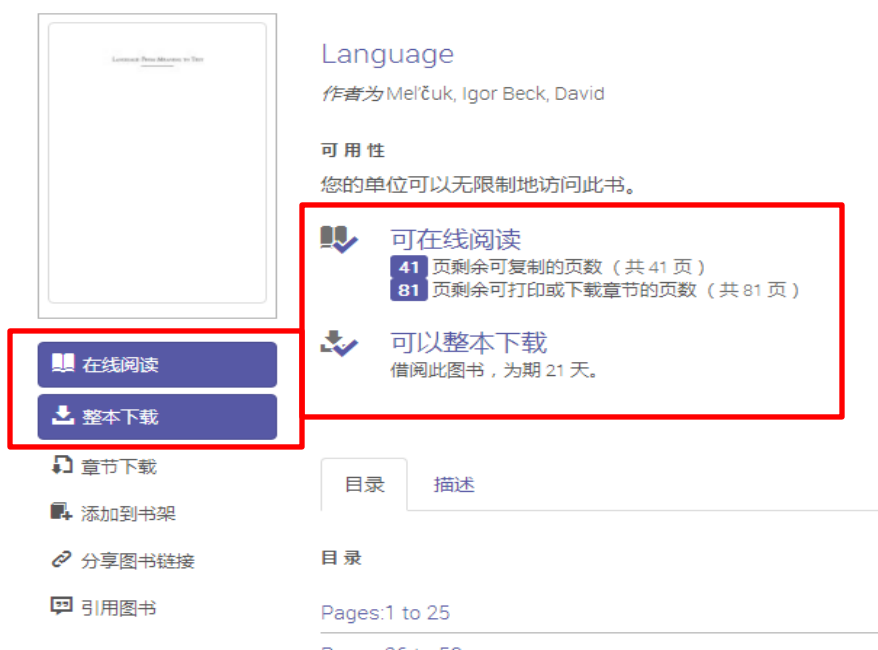 Language: From Meaning to Text
Language
作者为 Mel'čuk, Igor Beck, David
可用性
您的单位可以无限制地访问此书。
可在线阅读
41 页剩余可复制的页数（共 41 页）
81 页剩余可打印或下载章节的页数（共 81 页）
可以整本下载
借阅此图书，为期 21 天。
在线阅读
整本下载
章节下载
添加到书架
分享图书链接
引用图书
目录
描述
目录
Pages:1 to 25